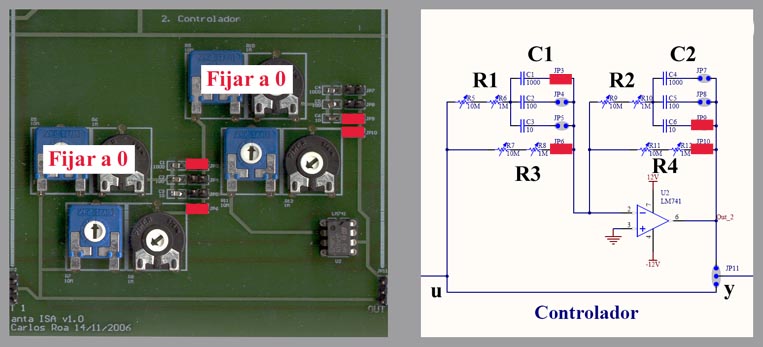 2. Controlador
Fijar a 0
Fijar a 0
LM741
U2
OUT
anta ISA v1.0
Carlos Roa 14/11/2006
C1
C2
R1
R2
R3
R4
C1
1000
JP3
C2
100
JP4
C3
10
JP5
R5
10M
R6
1M
R7
10M
R8
1M
JP6
C4
1000
JP7
C5
100
JP8
C6
10
JP9
R9
10M
R10
1M
R11
10M
R12
1M
JP10
12V
U2
LM741
2
3
7
6
4
-12V
Out_2
JP11
u
y
Controlador